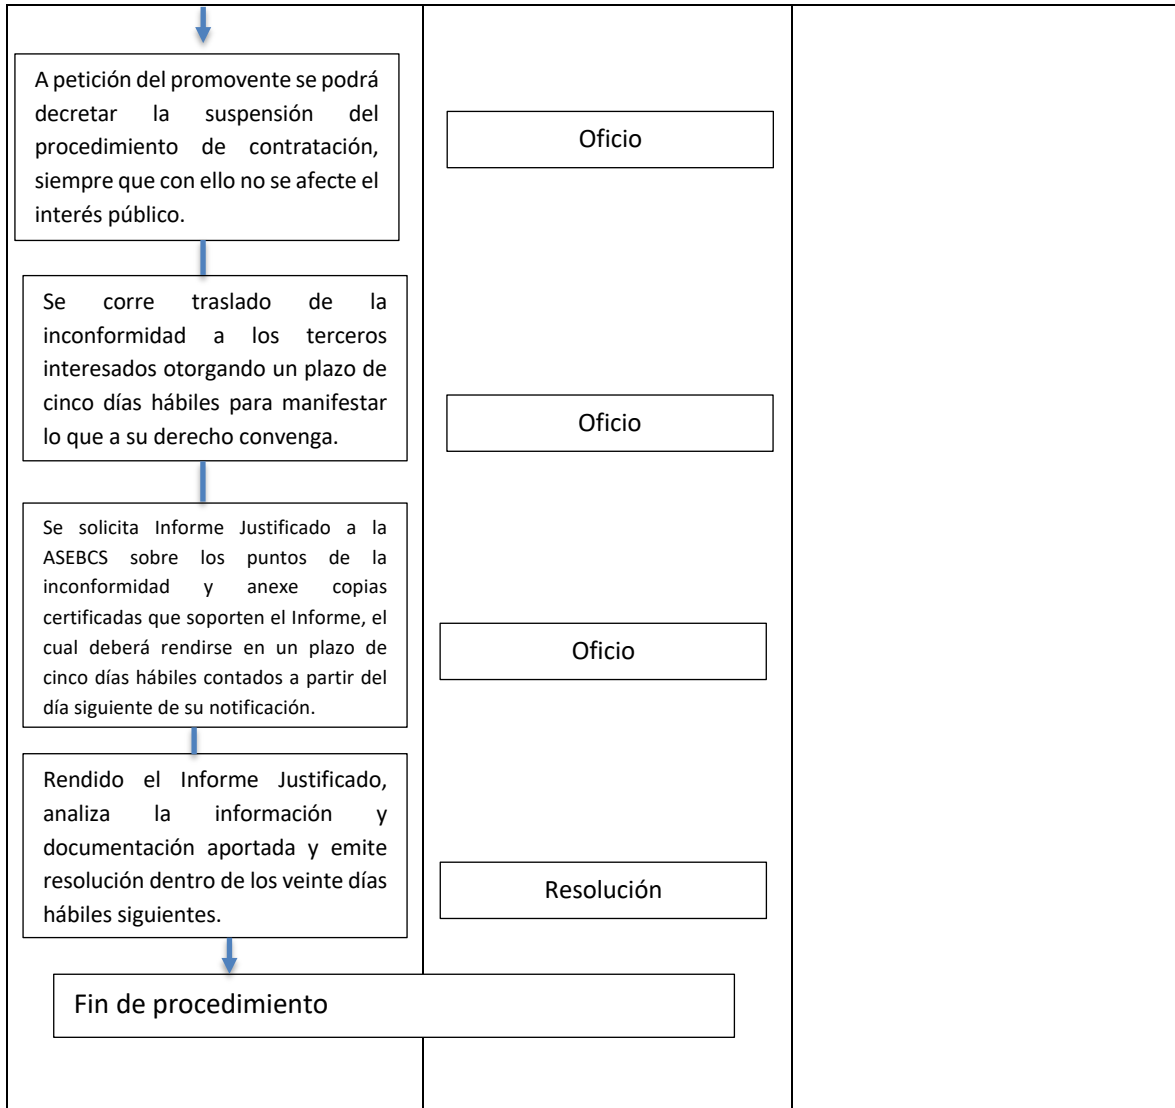 A petición del promovente se podrá
decretar la suspensión del
procedimiento de contratación,
siempre que con ello no se afecte el
interés público.
Oficio
Se corre traslado de la
inconformidad a los terceros
interesados otorgando un plazo de
cinco días hábiles para manifestar
lo que a su derecho convenga.
Oficio
Se solicita Informe Justificado a la
ASEBCS sobre los puntos de la
inconformidad y anexe copias
certificadas que soporten el Informe, el
cual deberá rendirse en un plazo de
cinco días hábiles contados a partir del
día siguiente de su notificación.
Oficio
Rendido el Informe Justificado,
analiza la información y
documentación aportada y emite
resolución dentro de los veinte días
hábiles siguientes.
Resolución
Fin de procedimiento